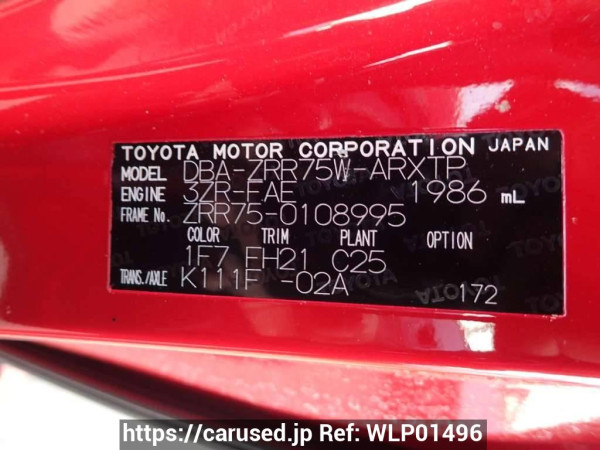 TOYOTA MOTOR CORPORATION JAPAN
MODEL DBA-ZRR75W-ARXTP
ENGINE 3ZR-FAE 1986 mL
FRAME No. ZRR75-0108995
COLOR TRIM PLANT OPTION
1F7 FH21 C25
TRANS./AXLE K111F -02A
172
https://carused.jp Ref: WLP01496